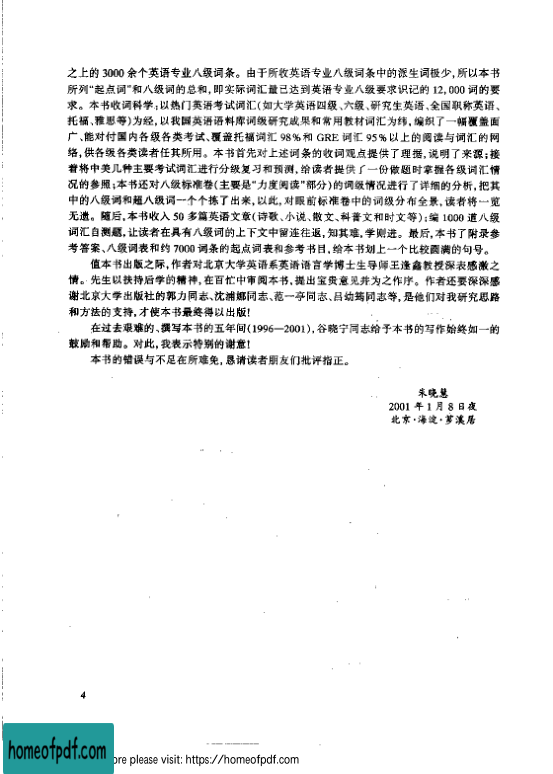 之上的 3000 余个英语专业八级词条。由于所收英语专业八级词条中的派生词极少,所以本书
所列“起点词”和八级词的总和,即实际词汇量已达到英语专业八级要求识记的 12,000 词的要
求。本书收词科学:以热门英语考试词汇(如大学英语四级、六级、研究生英语、全国职称英语、
托福、雅思等)为经,以我国英语语料库词级研究成果和常用教材词汇为纬,编织了一幅覆盖面
广、能对付国内各级各类考试、覆盖托福词汇 98% 和 GRE 词汇 95% 以上的阅读与词汇的网
络,供各级各类读者任其所用。本书首先对上述词条的收词观点提供了理据,说明了来源;接
着将中美几种主要考试词汇进行分级复习和预测,给读者提供了一份做题时掌握各级词汇情
况的参照;本书还对八级标准卷(主要是“力度阅读”部分)的词级情况进行了详细的分析,把其
中的八级词和超八级词一个个拣了出来,以此,对眼前标准卷中的词级分布全景,读者将一览
无遗。随后,本书收入 50 多篇英语文章(诗歌、小说、散文、科普文和时文等);编 1000 道八级
词汇自测题,让读者在具有八级词的上下文中留连往返,知其难,学则进。最后,本书了附录参
考答案、八级词表和约 7000 词条的起点词表和参考书目,给本书划上一个比较圆满的句号。
值本书出版之际,作者对北京大学英语系英语语言学博士生导师王逢鑫教授深表感激之
情。先生以扶持后学的精神,在百忙中审阅本书,提出宝贵意见并为之作序。作者还要深深感
谢北京大学出版社的郭力同志、沈浦娜同志、范一亭同志、吕幼筠同志等,是他们对我研究思路
和方法的支持,才使本书最终得以出版!
在过去艰难的、撰写本书的五年间(1996—2001),谷晓宁同志给予本书的写作始终如一的
鼓励和帮助。对此,我表示特别的谢意!
本书的错误与不足在所难免,恳请读者朋友们批评指正。
朱晓慧
2001 年 1 月 8 日夜
北京·海淀·芳溪居
4
homeofpdf.com
ore please visit: https://homeofpdf.com